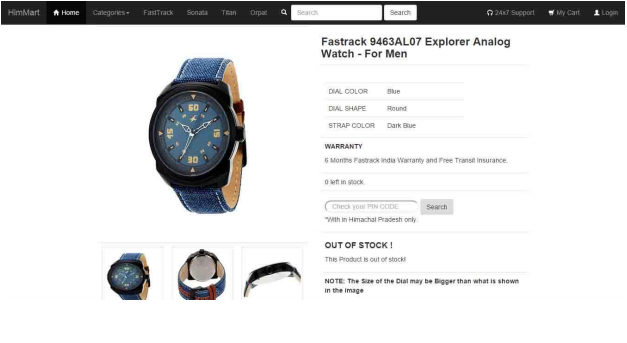 HimMart Home Categories FastTrack Sonata Titan Orpat Search Search 24x7 Support My Cart Login
Fastrack 9463AL07 Explorer Analog
Watch - For Men
DIAL COLOR Blue
DIAL SHAPE Round
STRAP COLOR Dark Blue
WARRANTY
6 Months Fastrack India Warranty and Free Transit Insurance.
0 left in stock
Check your PIN-CODE Search
*With in Himachal Pradesh only.
OUT OF STOCK !
This Product is out of stock!
NOTE: The Size of the Dial may be Bigger than what is shown
in the image
60
15
45
30